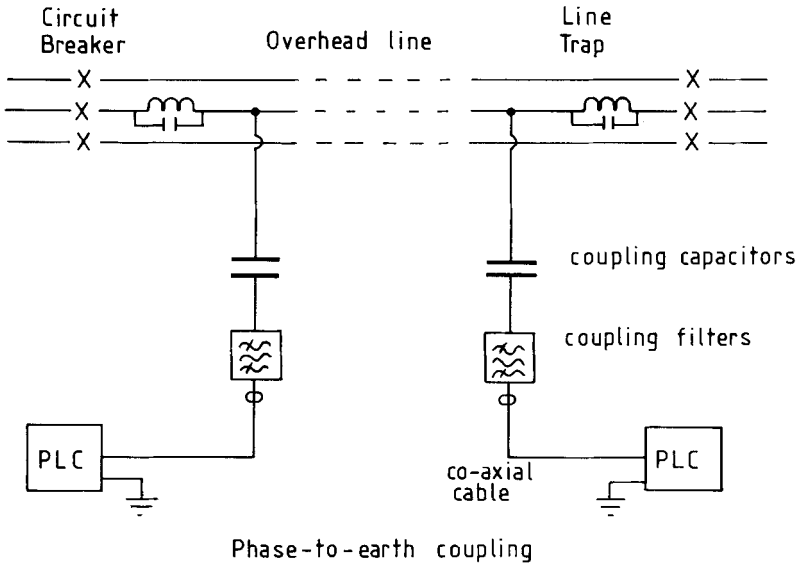 Circuit
Breaker
Overhead line
Line
Trap
coupling capacitors
coupling filters
PLC
co-axial
cable
PLC
Phase-to-earth coupling